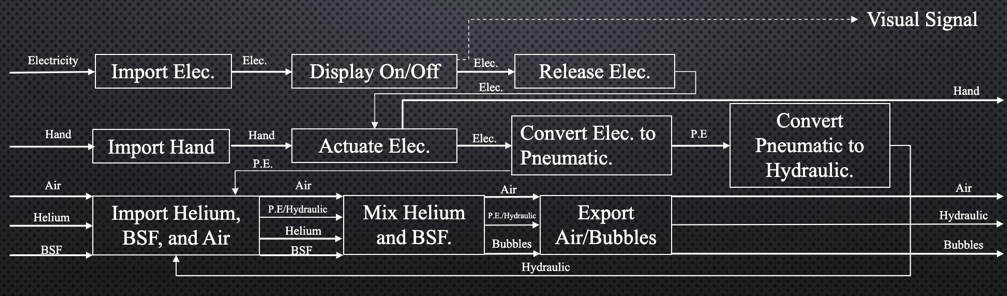 Visual Signal
Electricity
Import Elec.
Elec.
Display On/Off
Elec.
Release Elec.
Elec.
Hand
Hand
Import Hand
Hand
Actuate Elec.
Elec.
Convert Elec. to
Pneumatic.
P.E
Convert
Pneumatic to
Hydraulic.
P.E.
Air
Helium
BSF
Import Helium,
BSF, and Air
Air
P.E/Hydraulic
Helium
BSF
Mix Helium
and BSF.
Air
P.E./Hydraulic
Bubbles
Export
Air/Bubbles
Air
Hydraulic
Bubbles
Hydraulic